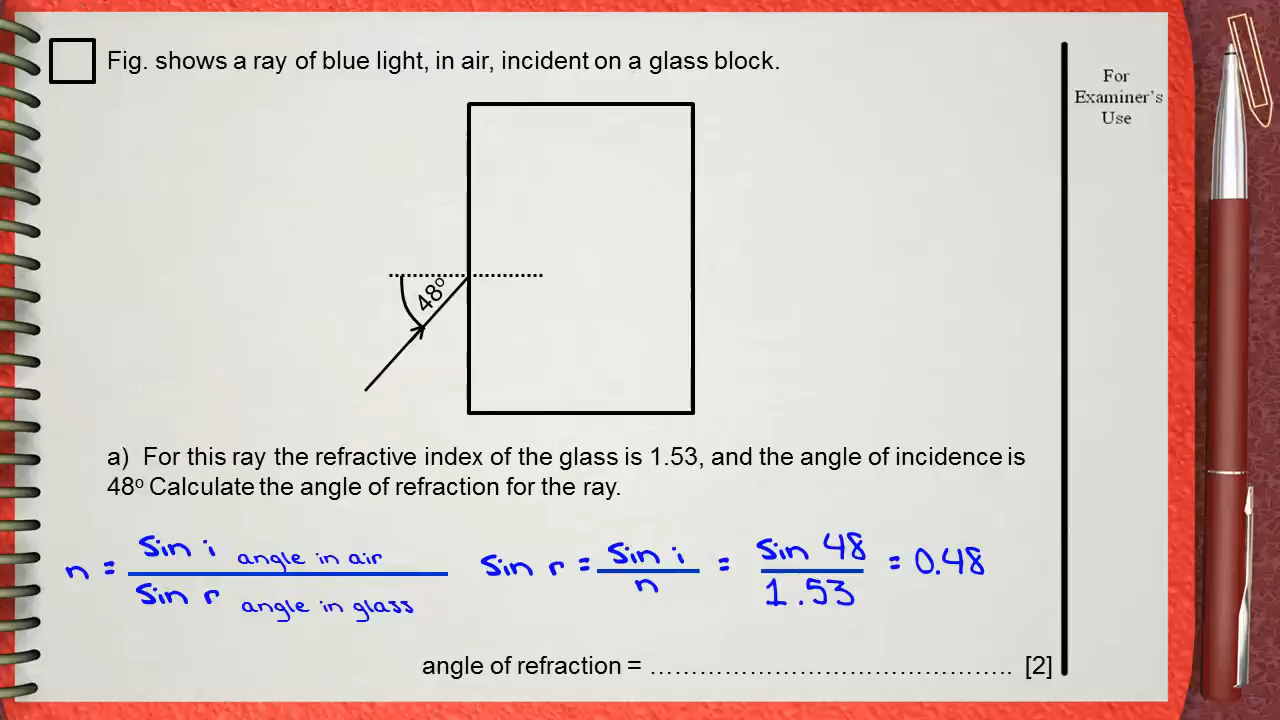 Fig. shows a ray of blue light, in air, incident on a glass block.
For
Examiner's
Use
48°
a) For this ray the refractive index of the glass is 1.53, and the angle of incidence is
48° Calculate the angle of refraction for the ray.
n = sin i angle in air / sin r angle in glass
sin r = sin i / n = sin 48 / 1.53 = 0.48
angle of refraction = ………………………………………….. [2]